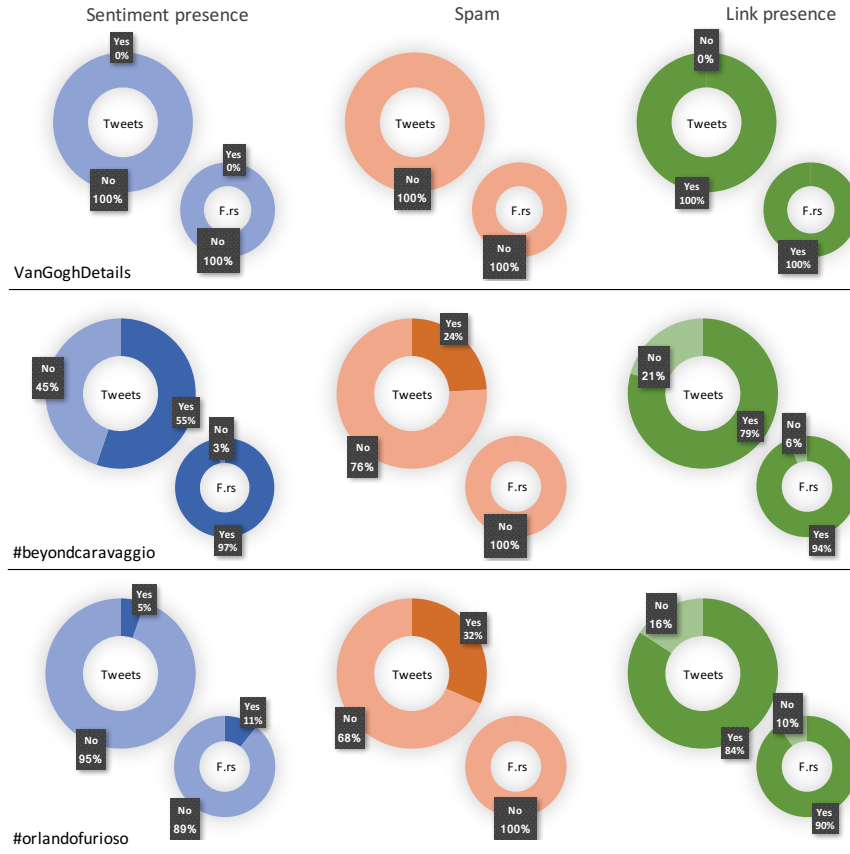 Sentiment presence
Spam
Link presence
Yes
0%
Tweets
No
100%
Yes
0%
F.rs
No
100%
Tweets
No
100%
F.rs
No
100%
No
0%
Tweets
Yes
100%
F.rs
Yes
100%
VanGoghDetails
No
45%
Tweets
Yes
55%
No
3%
F.rs
Yes
97%
Yes
24%
Tweets
No
76%
F.rs
No
100%
No
21%
Tweets
Yes
79%
No
6%
F.rs
Yes
94%
#beyondcaravaggio
Yes
5%
Tweets
No
95%
Yes
11%
F.rs
No
89%
Yes
32%
Tweets
No
68%
F.rs
No
100%
No
16%
Tweets
Yes
84%
No
10%
F.rs
Yes
90%
#orlandofurioso